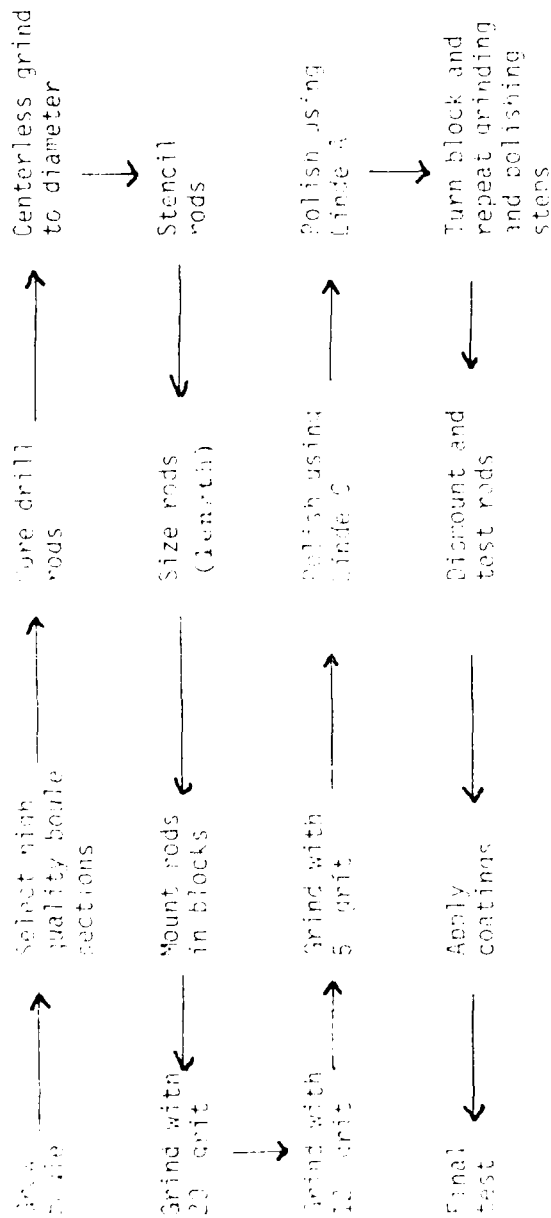 Select high
quality boule
sections
Core drill
rods
Centerless grind
to diameter
Stencil
rods
Size rods
(length)
Mount rods
in blocks
Grind with
grit
Grind with
grit
Grind with
5 grit
Polish using
Linde C
Polish using
Linde A
Turn block and
repeat grinding
and polishing
steps
Dismount and
test rods
Apply
coatings
Final
test